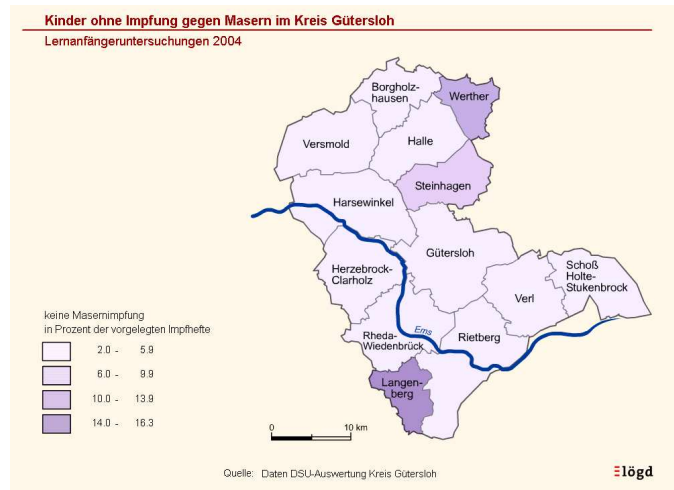 Kinder ohne Impfung gegen Masern im Kreis Gütersloh
Lernanfängeruntersuchungen 2004
Borgholz-
hausen
Werther
Versmold
Halle
Steinhagen
Harsewinkel
Gütersloh
Herzebrock-
Clarholz
Schoß
Holte-
Stukenbrock
Verl
Ems
Rheda-
Wiedenbrück
Rietberg
Langen-
berg
keine Masernimpfung
in Prozent der vorgelegten Impfhefte
2.0 - 5.9
6.0 - 9.9
10.0 - 13.9
14.0 - 16.3
0 10 km
Quelle: Daten DSU-Auswertung Kreis Gütersloh
lögd